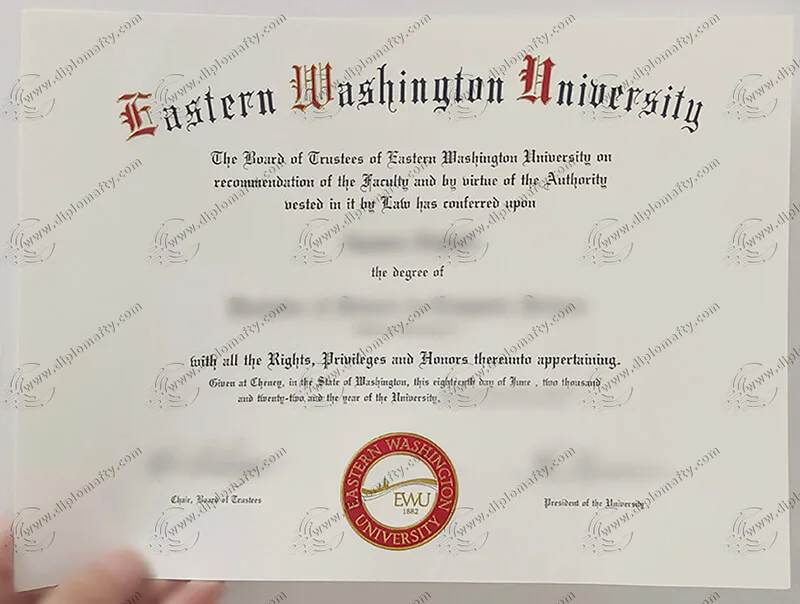 Eastern Washington University
The Board of Trustees of Eastern Washington University on
recommendation of the Faculty and by virtue of the Authority
vested in it by Law has conferred upon
the degree of
with all the Rights, Privileges and Honors thereunto appertaining.
Given at Cheney, in the State of Washington, this eighteenth day of June , two thousand
and twenty-two and the year of the University.
Chair, Board of Trustees
President of the University
EASTERN WASHINGTON
EWU
1882
UNIVERSITY
www.diplomafty.com